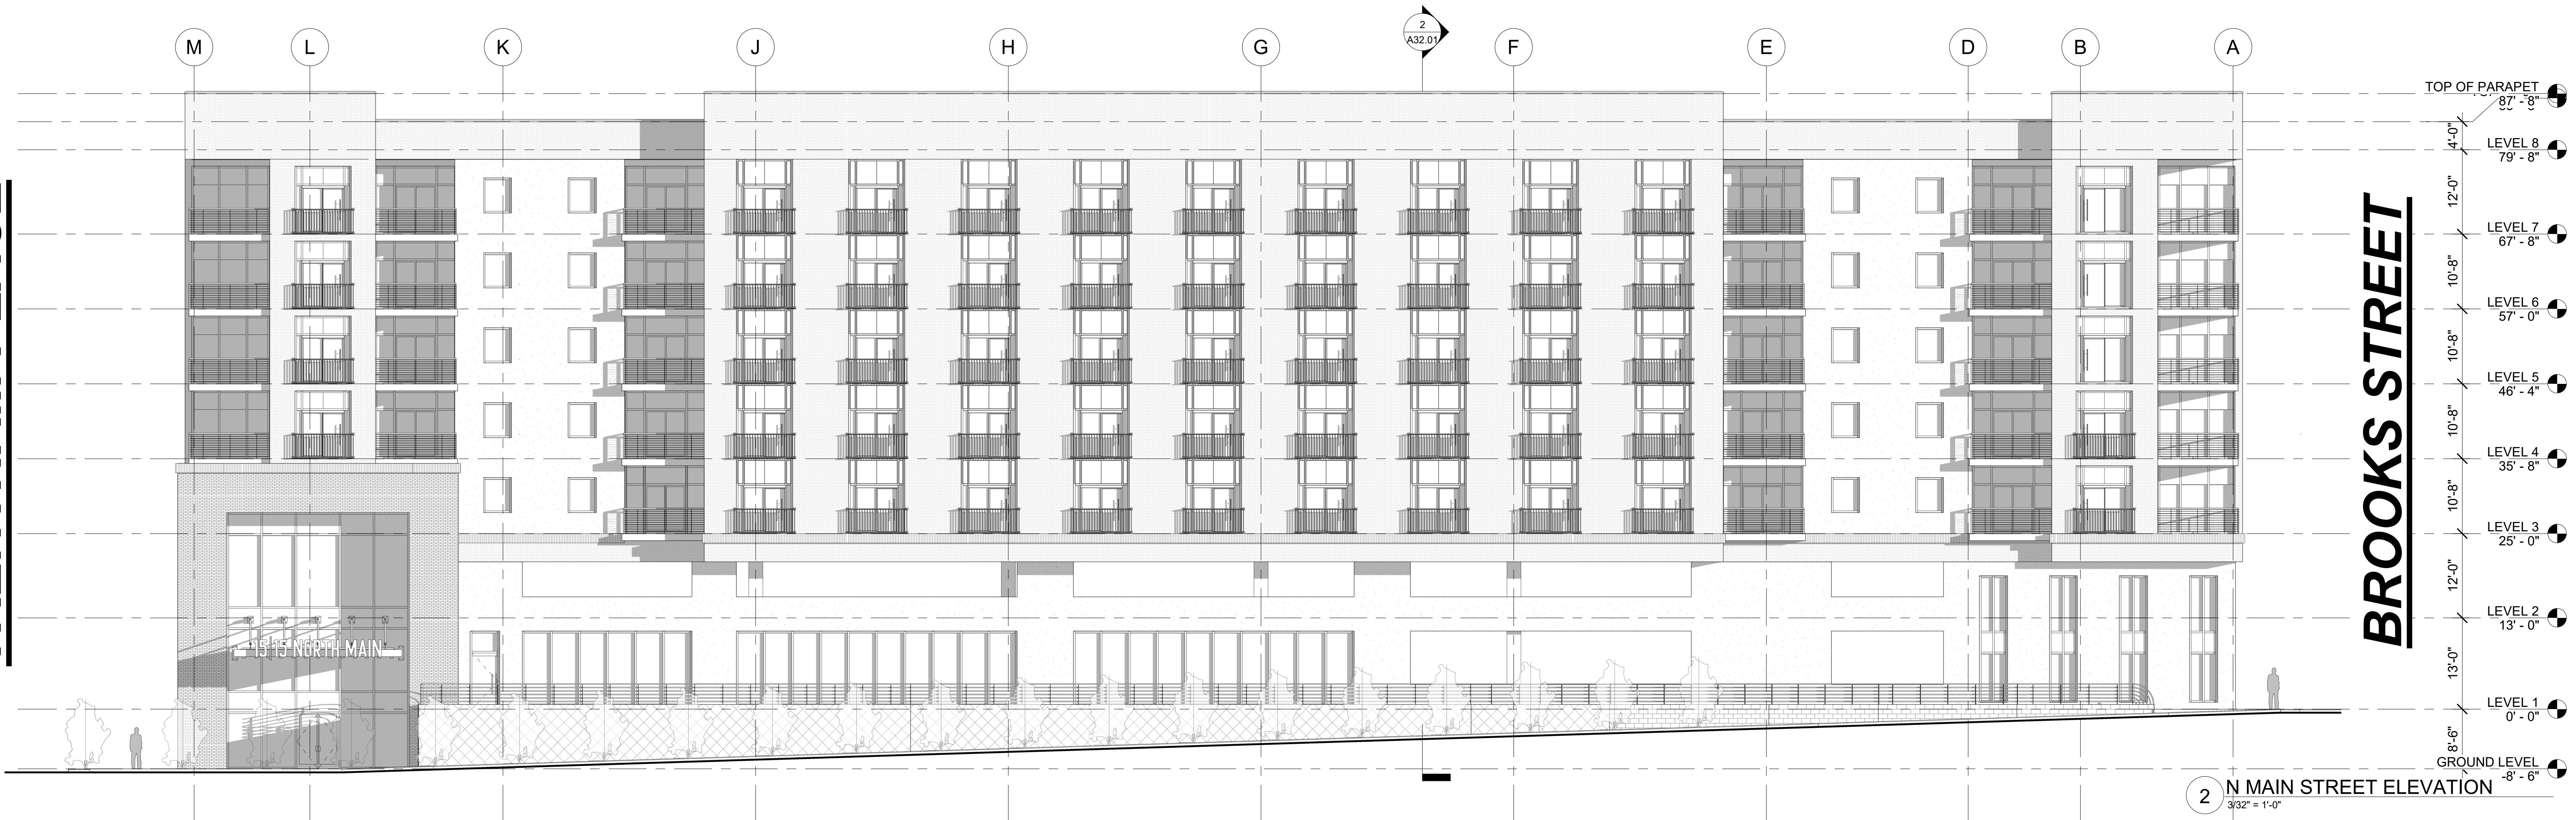 M
L
K
J
H
G
2
A32.01
F
E
D
B
A
TOP OF PARAPET
87' - 8"
4'-0"
LEVEL 8
79' - 8"
12'-0"
LEVEL 7
67' - 8"
10'-8"
LEVEL 6
57' - 0"
10'-8"
LEVEL 5
46' - 4"
10'-8"
LEVEL 4
35' - 8"
10'-8"
LEVEL 3
25' - 0"
12'-0"
LEVEL 2
13' - 0"
13'-0"
LEVEL 1
0' - 0"
8'-6"
GROUND LEVEL
-8' - 6"
BROOKS STREET
1515 NORTH MAIN
2
N MAIN STREET ELEVATION
3/32" = 1'-0"